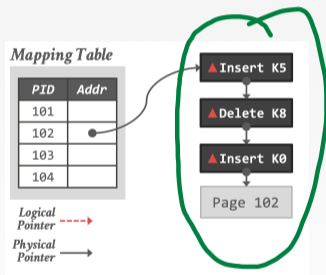 Mapping Table
PID Addr
101
102
103
104
Logical
Pointer
Physical
Pointer
▲Insert K5
▲Delete K8
▲Insert K0
Page 102